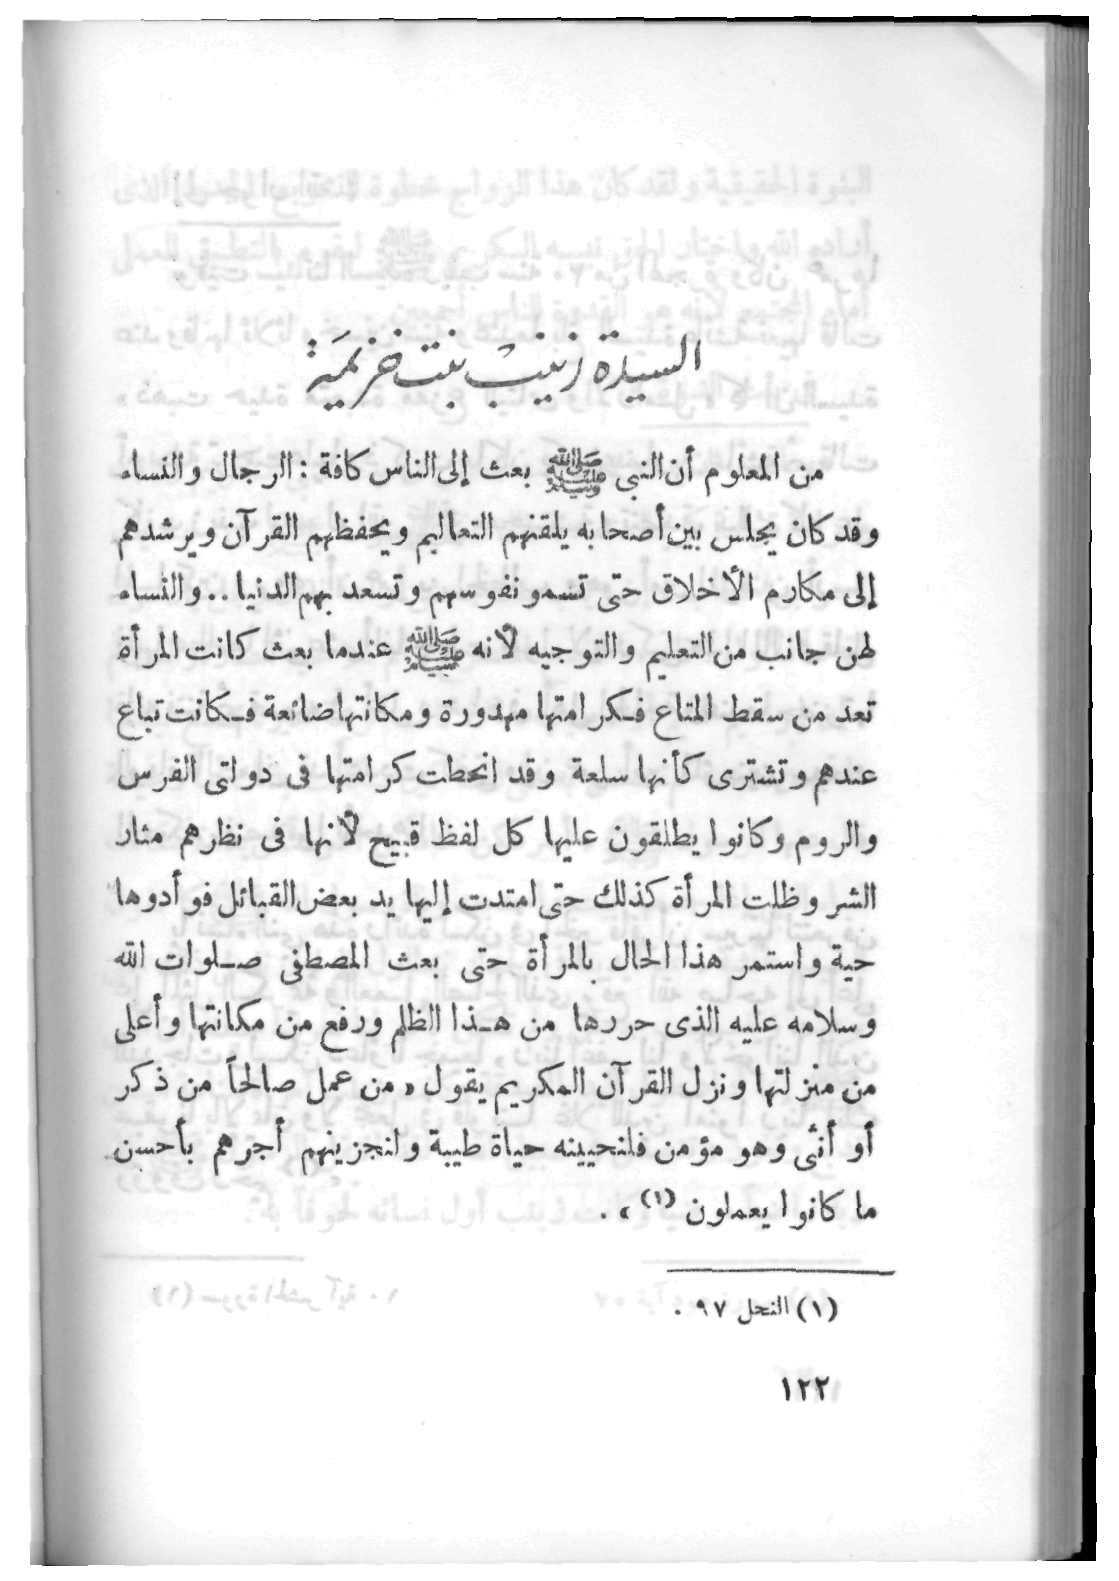 السيدة زينب بنت خزيمة :
من المعلوم أن النبى ﷺ بعث إلى الناس كافة : الرجال والنساء
وقد كان يجلس بين أصحابه يلقنهم التعاليم ويحفظهم القرآن ويرشدهم
إلى مكارم الأخلاق حتى تسمو نفوسهم وتسعد بهم الدنيا .. والنساء
لهن جانب من التعليم والتوجيه لأنه ﷺ عندما بعث كانت المرأة
تعد من سقط المتاع فكرامتها مهدورة ومكانتها ضائعة فكانت تباع
عندهم وتشترى كأنها سلعة وقد انحطت كرامتها فى دولتى الفرس
والروم وكانوا يطلقون عليها كل لفظ قبيح لأنها فى نظرهم مثار
الشر وظلت المرأة كذلك حتى امتدت إليها يد بعض القبائل فوأدوها
حية واستمر هذا الحال بالمرأة حتى بعث المصطفى صلوات الله
وسلامه عليه الذى حررها من هذا الظلم ورفع من مكانتها وأعلى
من منزلتها ونزل القرآن الكريم يقول « من عمل صالحاً من ذكر
أو أنثى وهو مؤمن فلنحيينه حياة طيبة ولنجزينهم أجرهم بأحسن
ما كانوا يعملون (١) » .
(١) النحل ٩٧ .
١٢٢